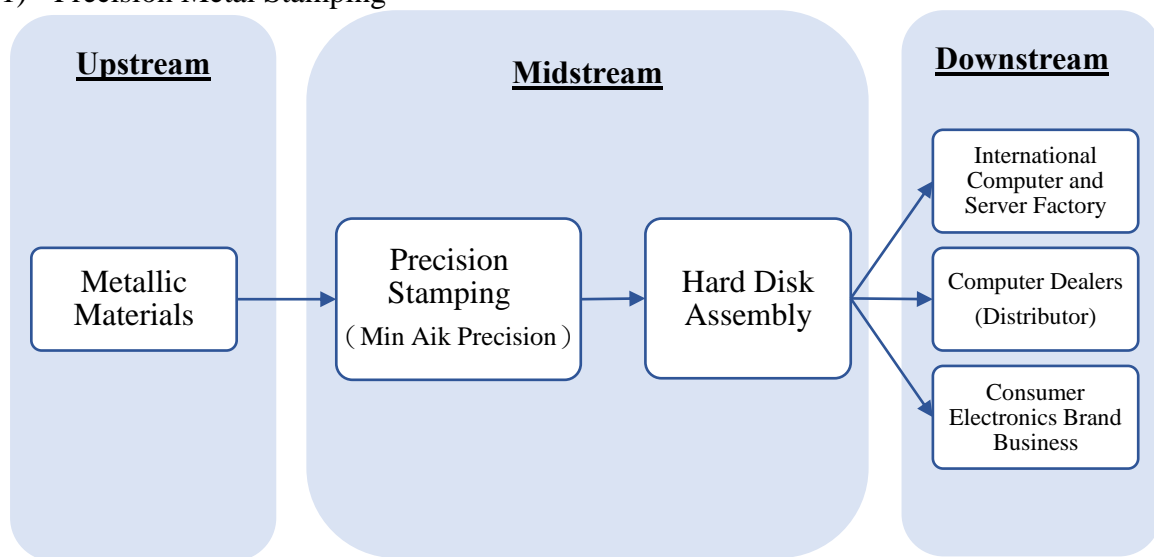 1) Precision Metal Stamping
Upstream
Midstream
Downstream
Metallic
Materials
Precision
Stamping
（Min Aik Precision）
Hard Disk
Assembly
International
Computer and
Server Factory
Computer Dealers
(Distributor)
Consumer
Electronics Brand
Business